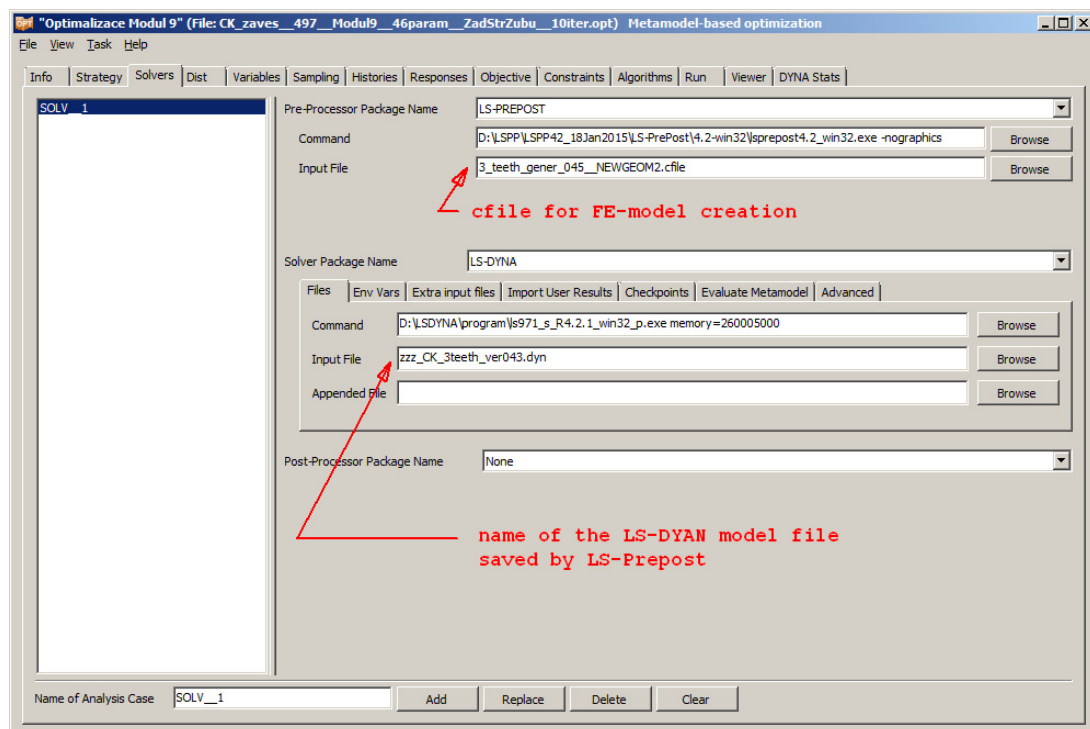 "Optimalizace Modul 9" (File: CK_zaves__497__Modul9__46param__ZadStrZubu__10iter.opt) Metamodel-based optimization
File View Task Help
Info Strategy Solvers Dist Variables Sampling Histories Responses Objective Constraints Algorithms Run Viewer DYNA Stats
SOLV__1
Pre-Processor Package Name LS-PREPOST
Command D:\LSPP\LSPP42_18Jan2015\LS-PrePost\4.2-win32\lsprepost4.2_win32.exe -nographics Browse
Input File 3_teeth_gener_045__NEWGEOM2.cfile Browse
cfile for FE-model creation
Solver Package Name LS-DYNA
Files Env Vars Extra input files Import User Results Checkpoints Evaluate Metamodel Advanced
Command D:\LSDYNA\program\ls971_s_R4.2.1_win32_p.exe memory=260005000 Browse
Input File zzz_CK_3teeth_ver043.dyn Browse
Appended File Browse
Post-Processor Package Name None
name of the LS-DYAN model file
saved by LS-Prepost
Name of Analysis Case SOLV__1 Add Replace Delete Clear